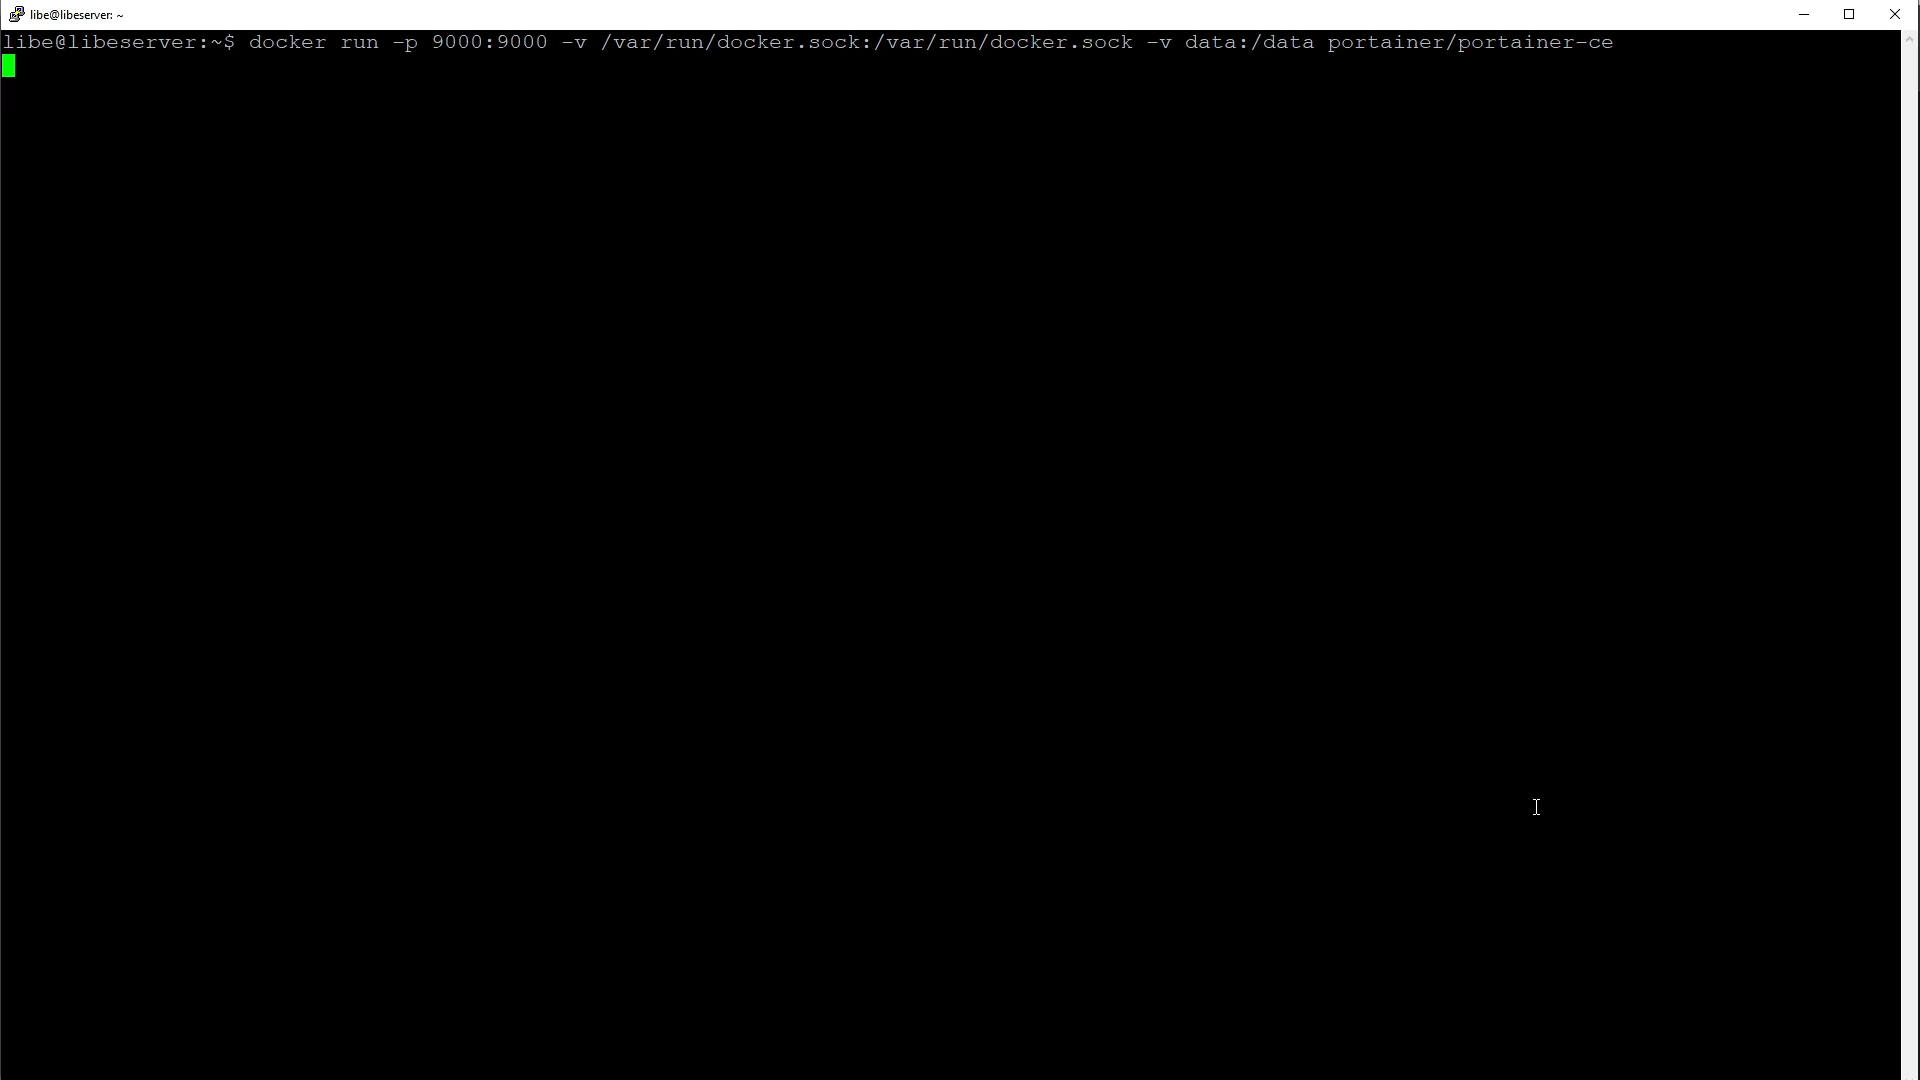 libe@libeserver: ~
libe@libeserver:~$ docker run -p 9000:9000 -v /var/run/docker.sock:/var/run/docker.sock -v data:/data portainer/portainer-ce